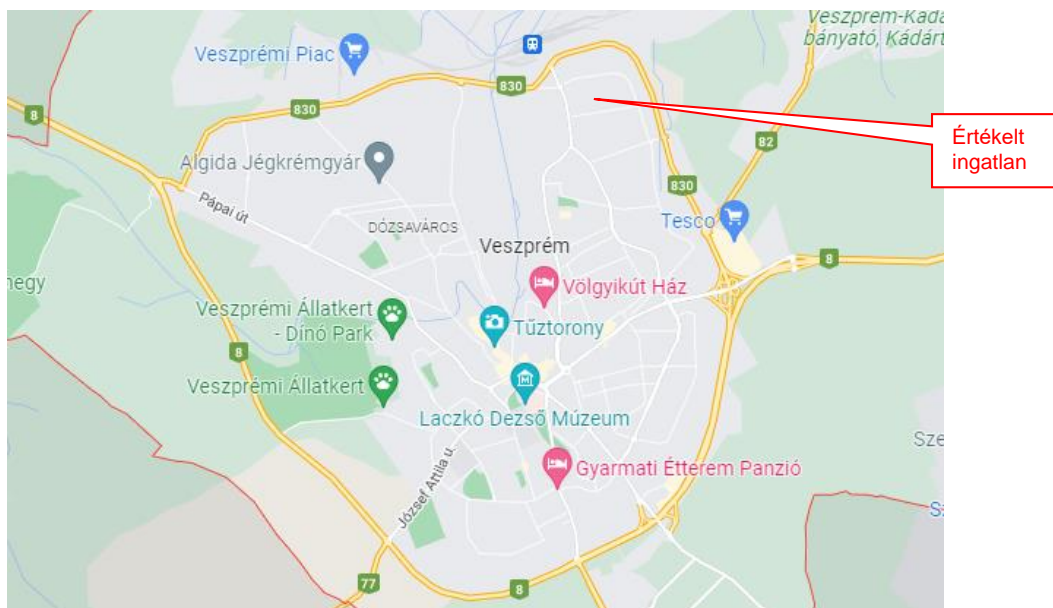 Veszprém-Káda
bányató, Kádárt
Veszprémi Piac
830
830
8
82
Értékelt
ingatlan
Algida Jégkrémgyár
830
Pápai út
Tesco
DÓZSAVÁROS
Veszprém
8
negy
Völgyikút Ház
Veszprémi Állatkert
- Dínó Park
Tűztorony
8
Veszprémi Állatkert
Laczkó Dezső Múzeum
Sze
József Attila u.
Gyarmati Étterem Panzió
S
77
8